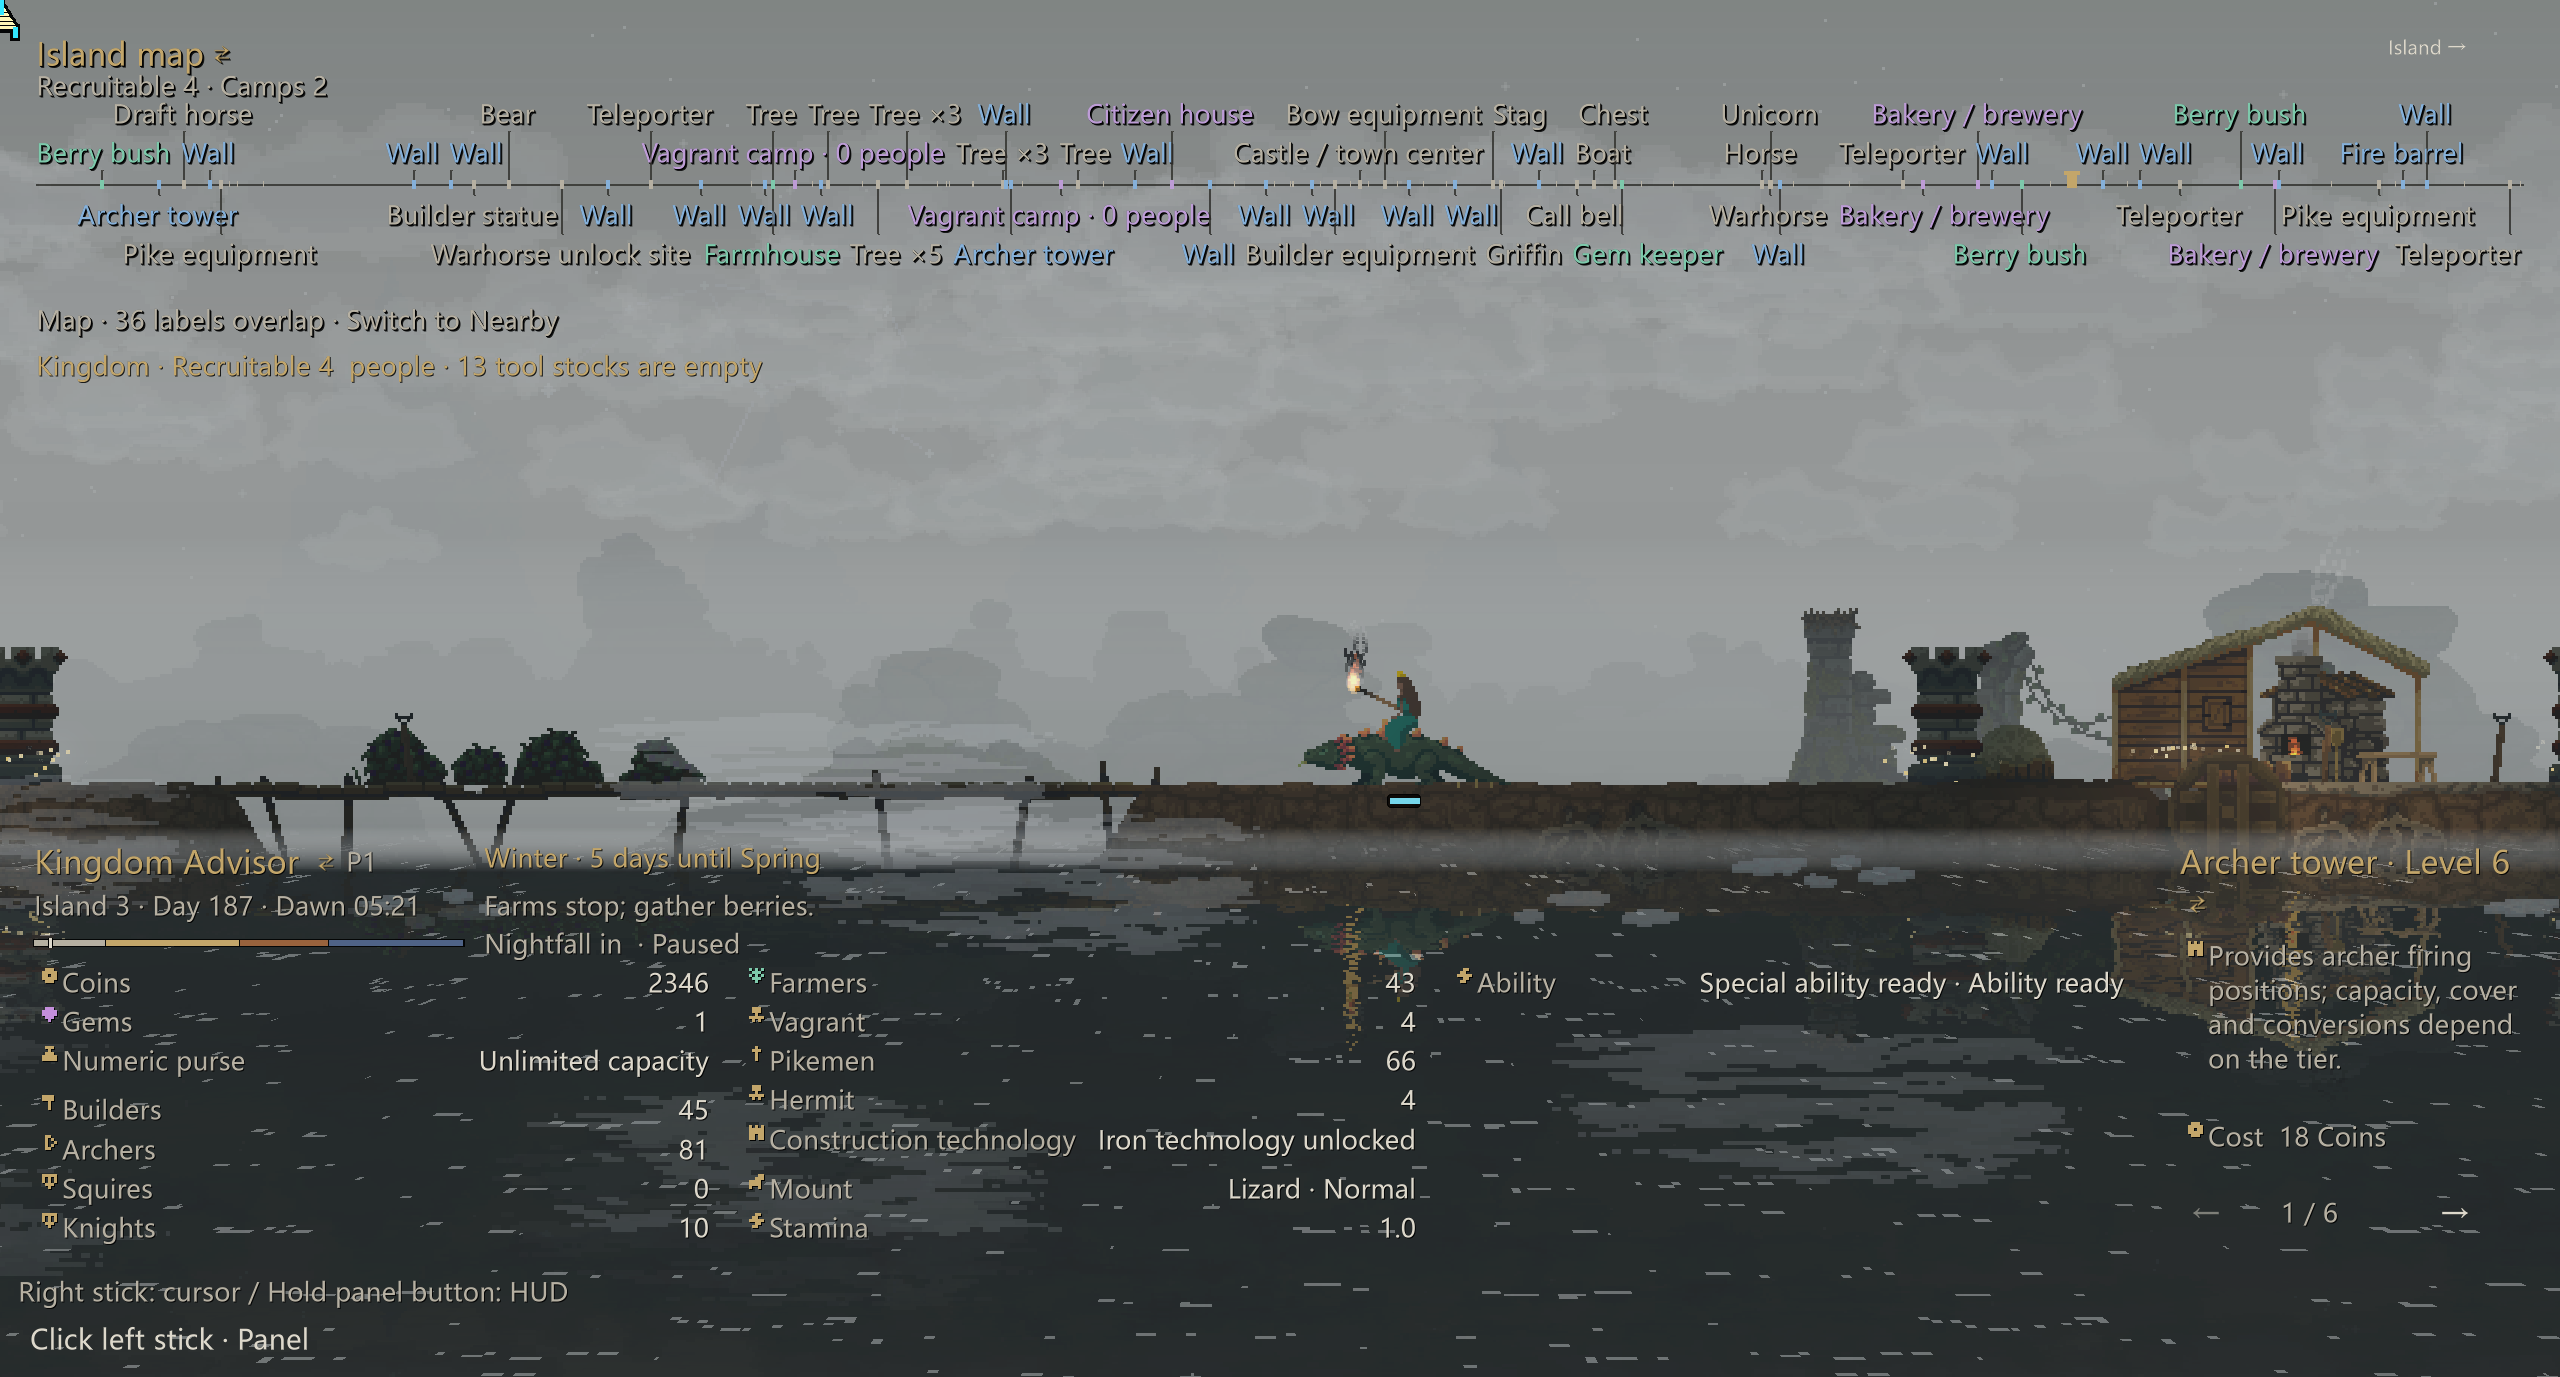 Island map ⇄
Island →
Recruitable 4 · Camps 2
Draft horse Bear Teleporter Tree Tree Tree ×3 Wall Citizen house Bow equipment Stag Chest Unicorn Bakery / brewery Berry bush Wall
Berry bush Wall Wall Wall Vagrant camp · 0 people Tree ×3 Tree Wall Castle / town center Wall Boat Horse Teleporter Wall Wall Wall Wall Fire barrel
Archer tower Builder statue Wall Wall Wall Wall Vagrant camp · 0 people Wall Wall Wall Wall Call bell Warhorse Bakery / brewery Teleporter Pike equipment
Pike equipment Warhorse unlock site Farmhouse Tree ×5 Archer tower Wall Builder equipment Griffin Gem keeper Wall Berry bush Bakery / brewery Teleporter
Map · 36 labels overlap · Switch to Nearby
Kingdom · Recruitable 4 people · 13 tool stocks are empty
Kingdom Advisor ⇄ P1
Island 3 · Day 187 · Dawn 05:21
Winter · 5 days until Spring
Farms stop; gather berries.
Nightfall in · Paused
Coins 2346
Gems 1
Numeric purse Unlimited capacity
Builders 45
Archers 81
Squires 0
Knights 10
Farmers 43
Vagrant 4
Pikemen 66
Hermit 4
Construction technology Iron technology unlocked
Mount Lizard · Normal
Stamina 1.0
Ability Special ability ready · Ability ready
Archer tower · Level 6
⇄
Provides archer firing
positions; capacity, cover
and conversions depend
on the tier.
Cost 18 Coins
← 1 / 6 →
Right stick: cursor / Hold panel button: HUD
Click left stick · Panel